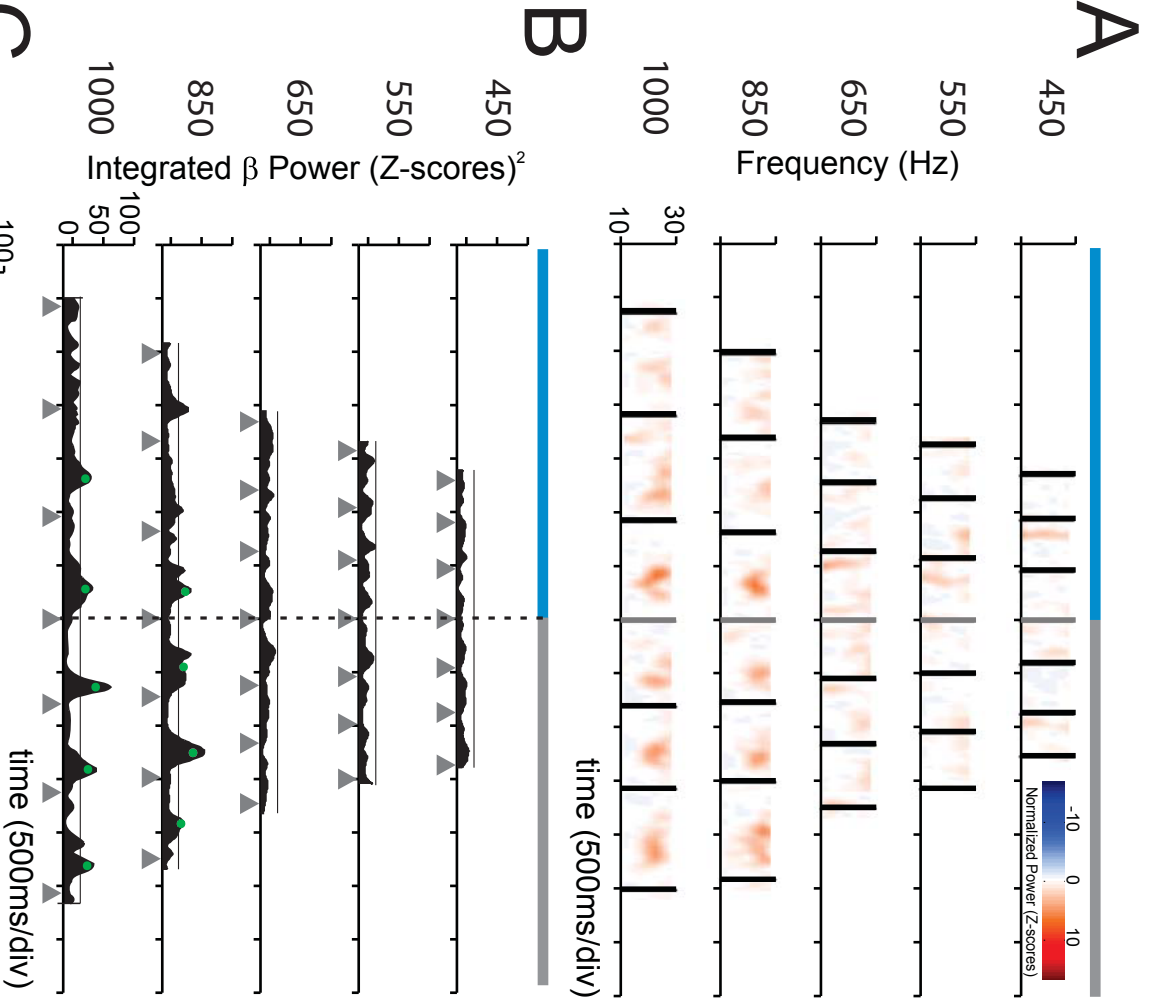 A
450
550
650
850
1000
Frequency (Hz)
30
10
-10
0
10
Normalized Power (Z-scores)
time (500ms/div)
B
450
550
650
850
1000
Integrated β Power (Z-scores)²
100
50
0
time (500ms/div)
C
100